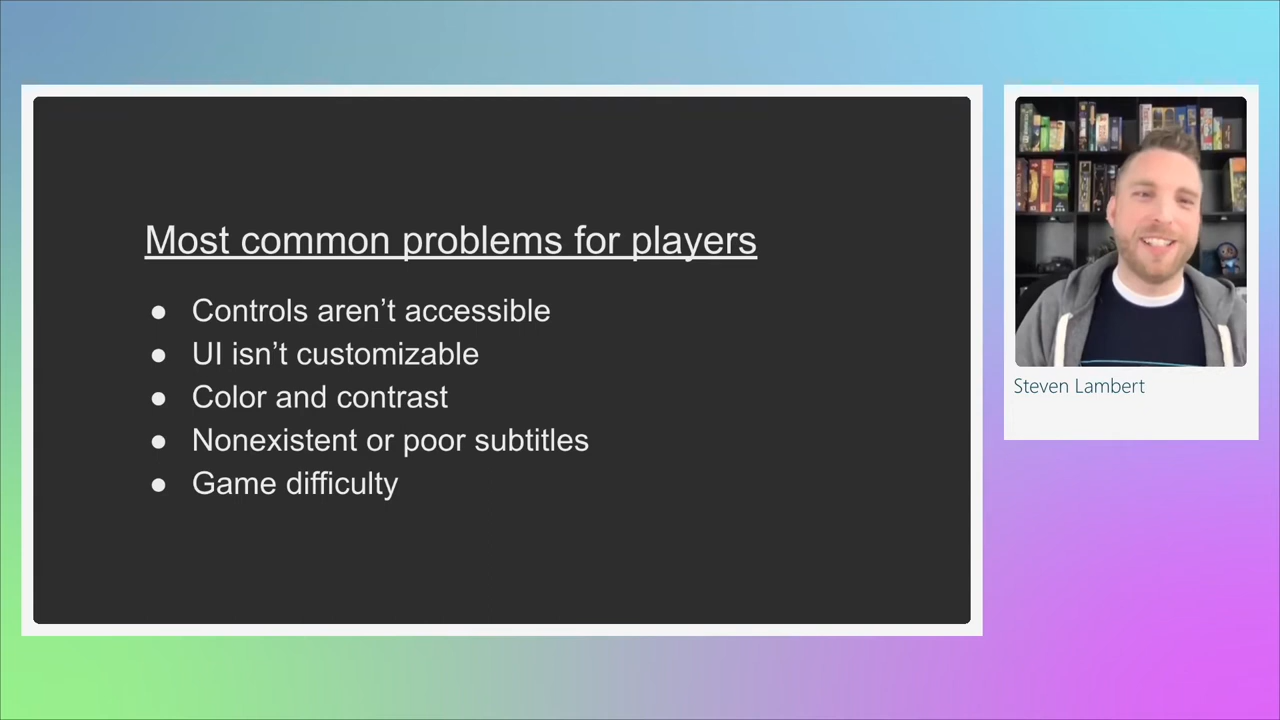 Most common problems for players
● Controls aren’t accessible
● UI isn’t customizable
● Color and contrast
● Nonexistent or poor subtitles
● Game difficulty
Steven Lambert